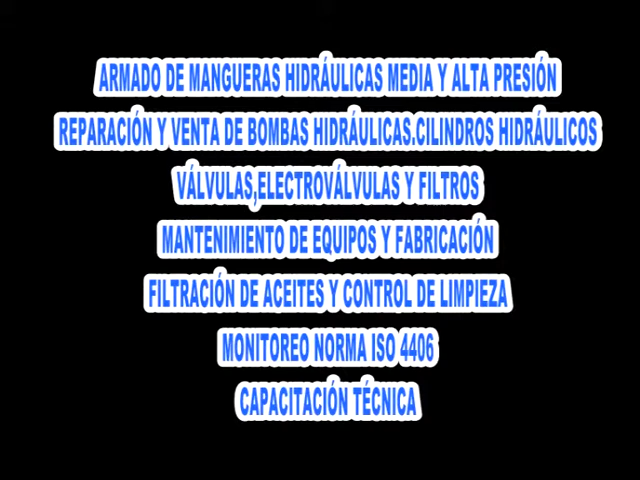 ARMADO DE MANGUERAS HIDRÁULICAS MEDIA Y ALTA PRESIÓN
REPARACIÓN Y VENTA DE BOMBAS HIDRÁULICAS.CILINDROS HIDRÁULICOS
VÁLVULAS,ELECTROVÁLVULAS Y FILTROS
MANTENIMIENTO DE EQUIPOS Y FABRICACIÓN
FILTRACIÓN DE ACEITES Y CONTROL DE LIMPIEZA
MONITOREO NORMA ISO 4406
CAPACITACIÓN TÉCNICA